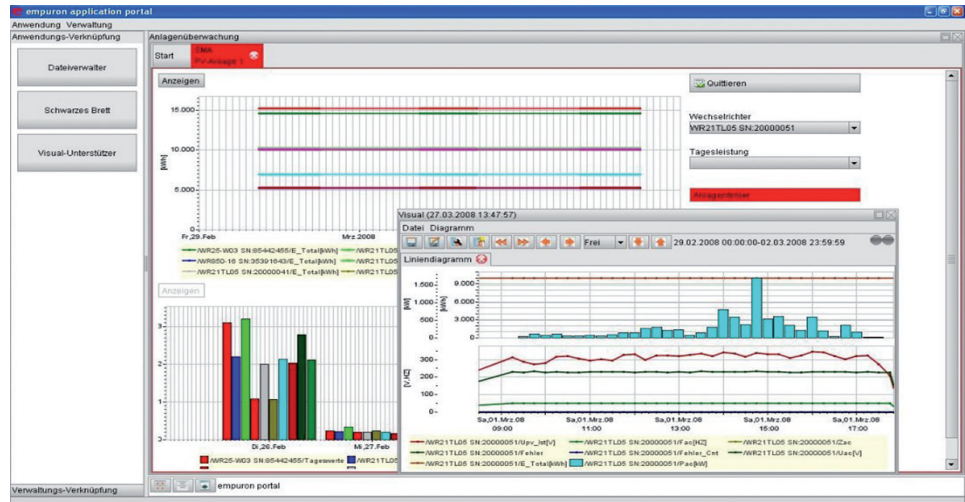 empuron application portal
Anwendung Verwaltung
Anwendungs-Verknüpfung
Dateiverwalter
Schwarzes Brett
Visual-Unterstützer
Verwaltungs-Verknüpfung
Anlagenüberwachung
Start
SMA
PV-Anlage 1
Anzeigen
15.000
10.000
5.000
0
[kWh]
Fr,29.Feb
Mrz.2008
/WR25-W03 SN:85442455/E_Total[kWh] /WR21TL05
/WR850-16 SN:35391643/E_Total[kWh] /WR21TL05
/WR21TL05 SN:20000041/E_Total[kWh] /WR21TL05
Quittieren
Wechselrichter
WR21TL05 SN:20000051
Tagesleistung
Anlagenfehler
Anzeigen
3
2
1
Di,26.Feb
Mi,27.Feb
/WR25-W03 SN:85442455/Tageswerte /WR21TL05
Visual (27.03.2008 13:47:57)
Datei Diagramm
Frei
29.02.2008 00:00:00-02.03.2008 23:59:59
Liniendiagramm
1.500
1.000
500
0
[kW]
9.000
6.000
3.000
0
[kWh]
300
200
100
0
[V,HZ]
Sa,01.Mrz.08 Sa,01.Mrz.08 Sa,01.Mrz.08 Sa,01.Mrz.08 Sa,01.Mrz.08
09:00 11:00 13:00 15:00 17:00
/WR21TL05 SN:20000051/Upv_Ist[V] /WR21TL05 SN:20000051/Fac[HZ] /WR21TL05 SN:20000051/Zac
/WR21TL05 SN:20000051/Fehler /WR21TL05 SN:20000051/Fehler_Cnt /WR21TL05 SN:20000051/Uac[V]
/WR21TL05 SN:20000051/E_Total[kWh] /WR21TL05 SN:20000051/Pac[kW]
empuron portal